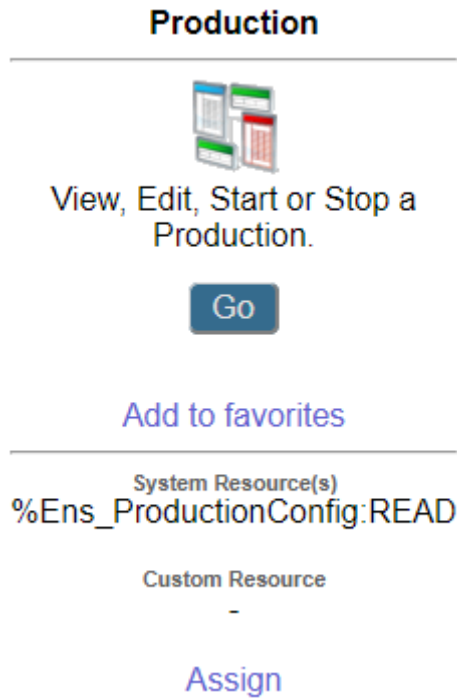 Production
View, Edit, Start or Stop a
Production.
Go
Add to favorites
System Resource(s)
%Ens_ProductionConfig:READ
Custom Resource
-
Assign